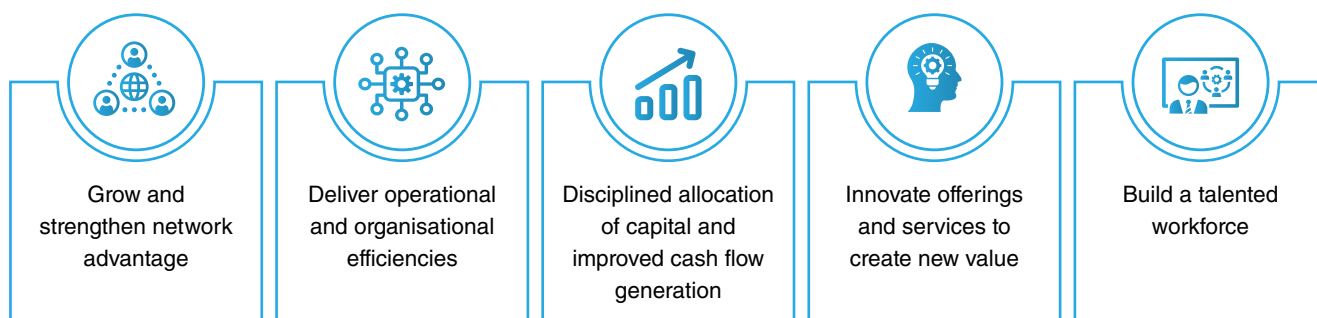 Grow and
strengthen network
advantage
Deliver operational
and organisational
efficiencies
Disciplined allocation
of capital and
improved cash flow
generation
Innovate offerings
and services to
create new value
Build a talented
workforce